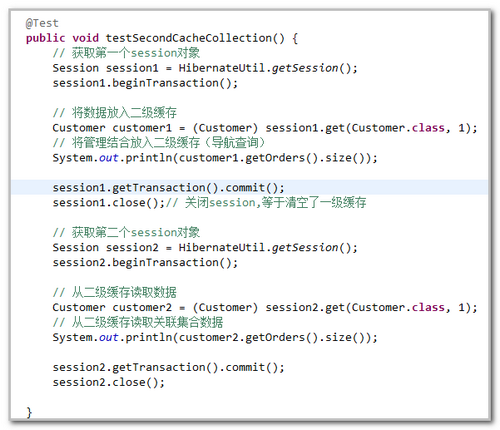 @Test
public void testSecondCacheCollection() {
// 获取第一个session对象
Session session1 = HibernateUtil.getSession();
session1.beginTransaction();
// 将数据放入二级缓存
Customer customer1 = (Customer) session1.get(Customer.class, 1);
// 将管理结合放入二级缓存（导航查询）
System.out.println(customer1.getOrders().size());
session1.getTransaction().commit();
session1.close();// 关闭session,等于清空了一级缓存
// 获取第二个session对象
Session session2 = HibernateUtil.getSession();
session2.beginTransaction();
// 从二级缓存读取数据
Customer customer2 = (Customer) session2.get(Customer.class, 1);
// 从二级缓存读取关联集合数据
System.out.println(customer2.getOrders().size());
session2.getTransaction().commit();
session2.close();
}